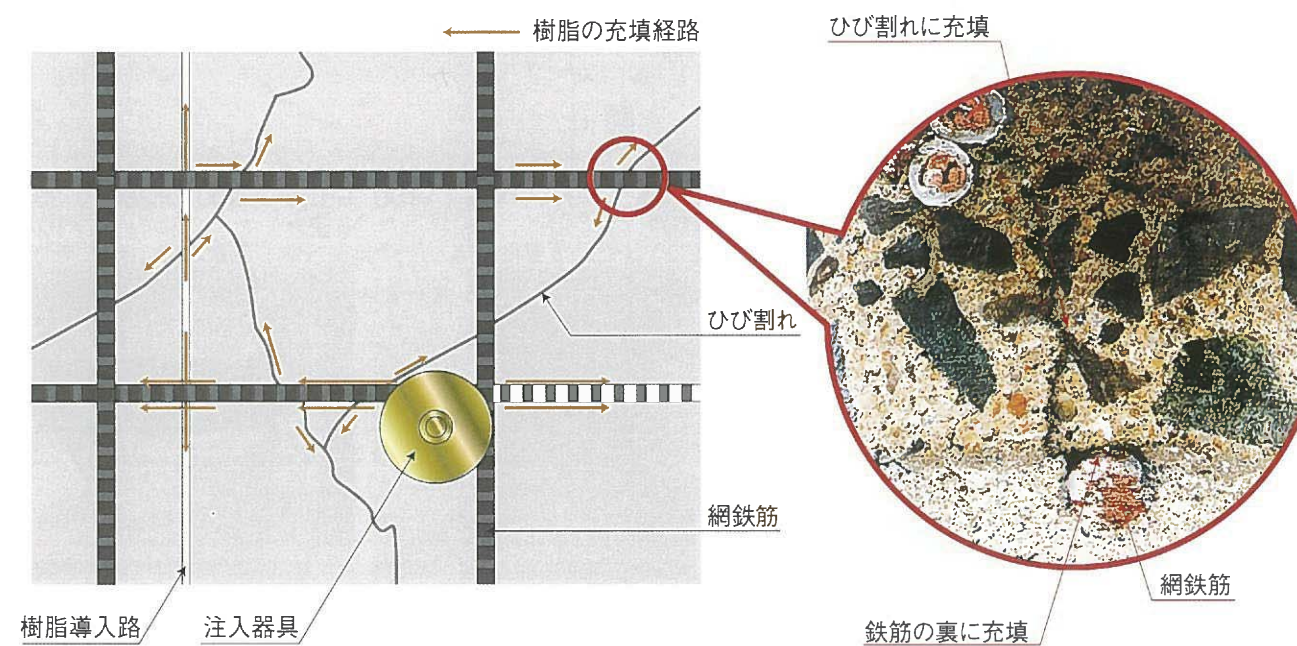 樹脂の充填経路
ひび割れに充填
ひび割れ
網鉄筋
樹脂導入路
注入器具
網鉄筋
鉄筋の裏に充填